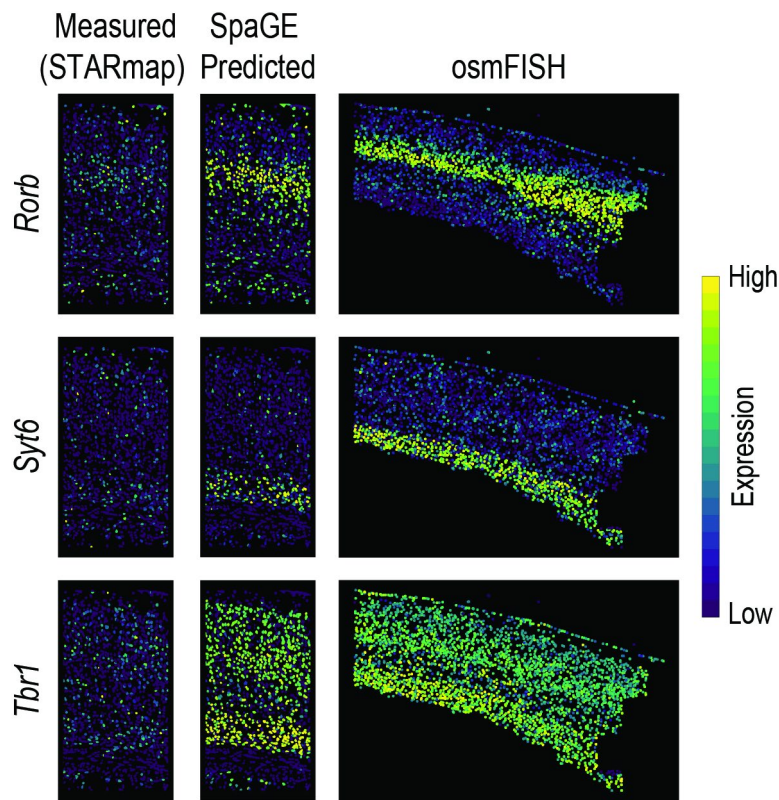 Measured
(STARmap)
SpaGE
Predicted
osmFISH
Rorb
Syt6
Tbr1
High
Expression
Low